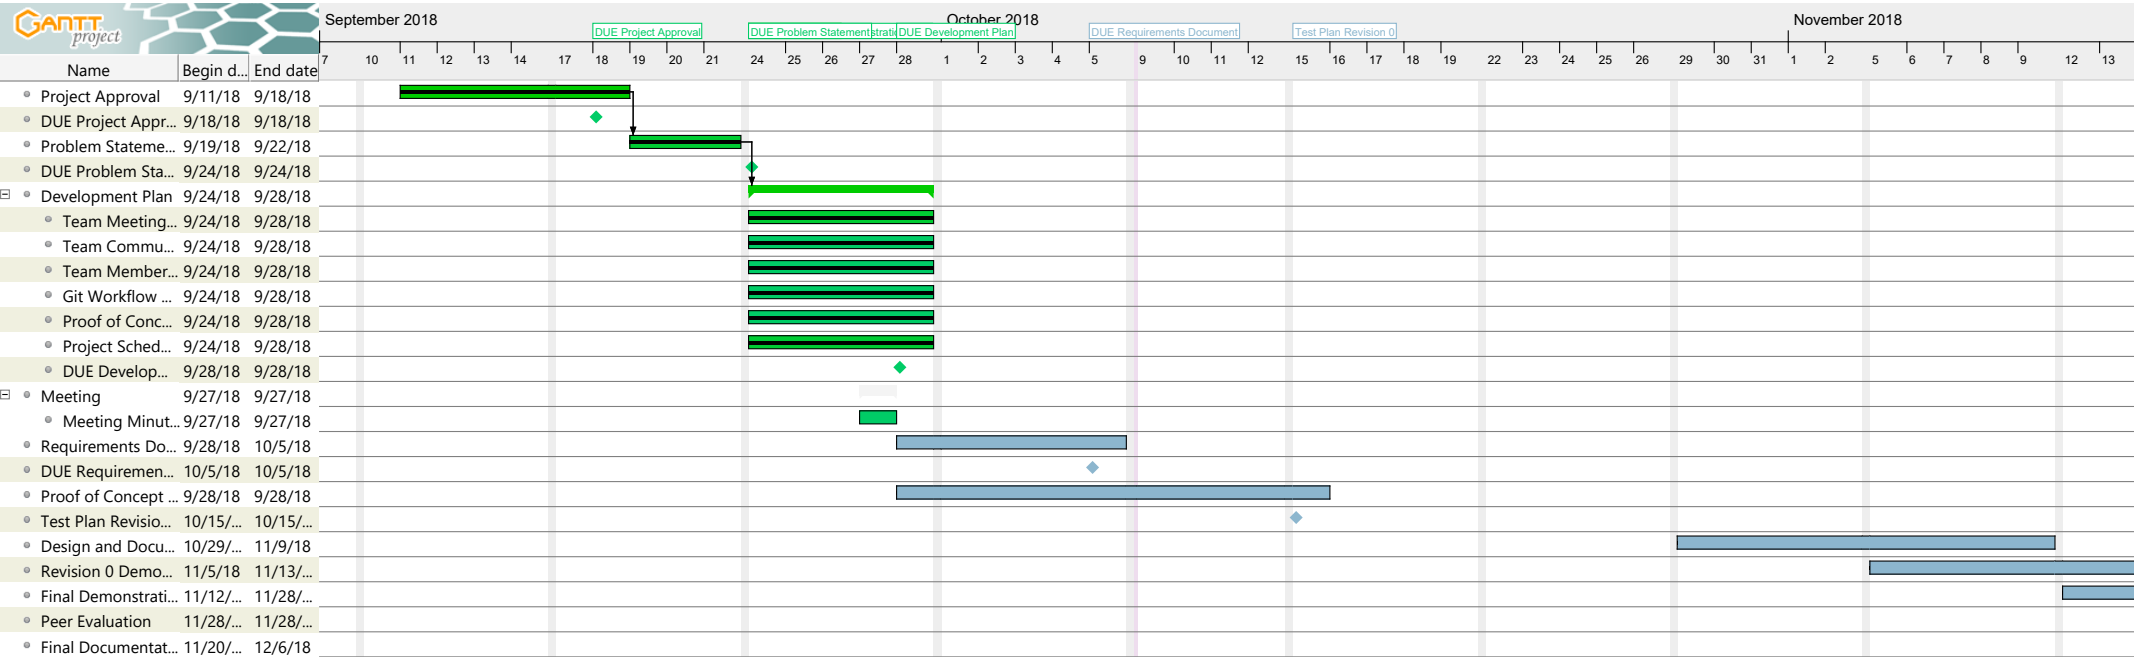 GANTT
project
September 2018 October 2018 November 2018
DUE Project Approval DUE Problem Statement strati DUE Development Plan DUE Requirements Document Test Plan Revision 0
7 10 11 12 13 14 17 18 19 20 21 24 25 26 27 28 1 2 3 4 5 9 10 11 12 15 16 17 18 19 22 23 24 25 26 29 30 31 1 2 5 6 7 8 9 12 13
Name Begin d... End date
Project Approval 9/11/18 9/18/18
DUE Project Appr... 9/18/18 9/18/18
Problem Stateme... 9/19/18 9/22/18
DUE Problem Sta... 9/24/18 9/24/18
Development Plan 9/24/18 9/28/18
Team Meeting... 9/24/18 9/28/18
Team Commu... 9/24/18 9/28/18
Team Member... 9/24/18 9/28/18
Git Workflow ... 9/24/18 9/28/18
Proof of Conc... 9/24/18 9/28/18
Project Sched... 9/24/18 9/28/18
DUE Develop... 9/28/18 9/28/18
Meeting 9/27/18 9/27/18
Meeting Minut... 9/27/18 9/27/18
Requirements Do... 9/28/18 10/5/18
DUE Requiremen... 10/5/18 10/5/18
Proof of Concept ... 9/28/18 9/28/18
Test Plan Revisio... 10/15/... 10/15/...
Design and Docu... 10/29/... 11/9/18
Revision 0 Demo... 11/5/18 11/13/...
Final Demonstrati... 11/12/... 11/28/...
Peer Evaluation 11/28/... 11/28/...
Final Documentat... 11/20/... 12/6/18